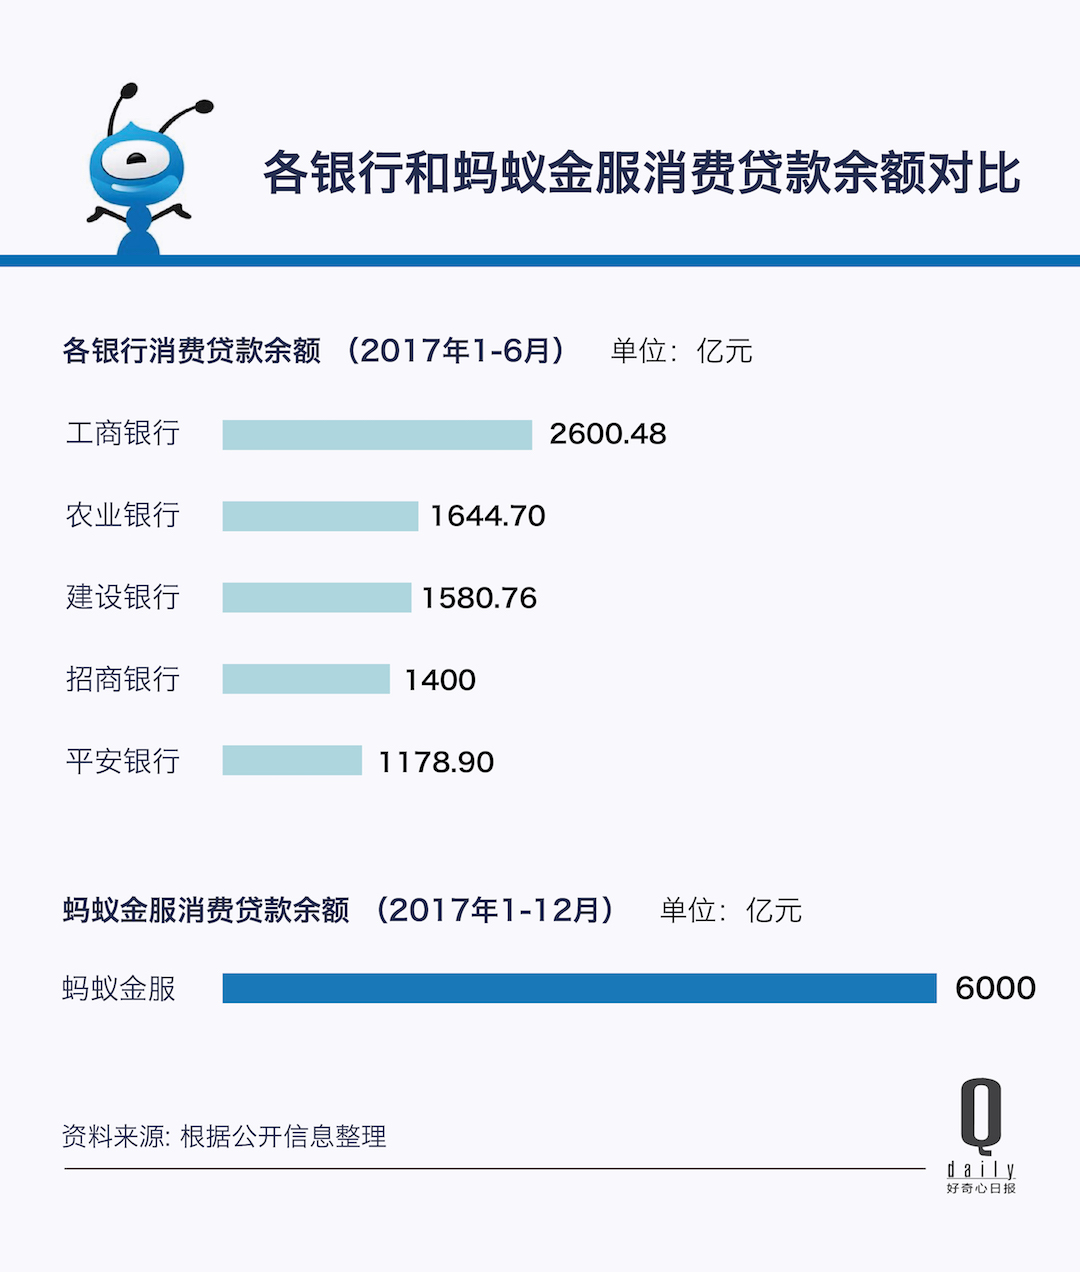 各银行和蚂蚁金服消费贷款余额对比
各银行消费贷款余额 （2017年1-6月） 单位：亿元
工商银行 2600.48
农业银行 1644.70
建设银行 1580.76
招商银行 1400
平安银行 1178.90
蚂蚁金服消费贷款余额 （2017年1-12月） 单位：亿元
蚂蚁金服 6000
资料来源: 根据公开信息整理
Q
daily
好奇心日报